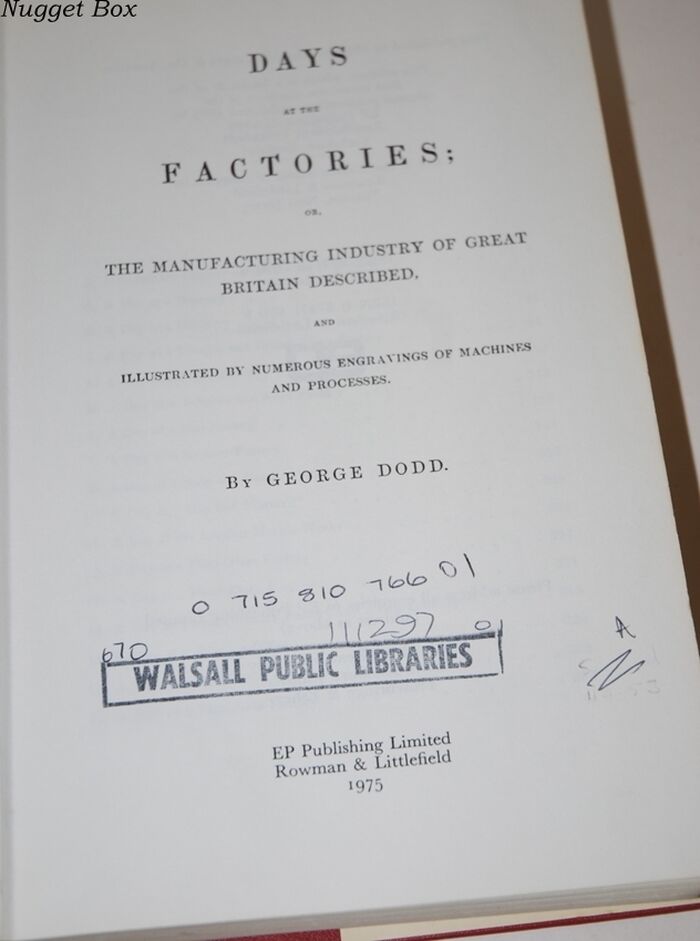 Nugget Box
DAYS
AT THE
FACTORIES;
OR,
THE MANUFACTURING INDUSTRY OF GREAT
BRITAIN DESCRIBED,
AND
ILLUSTRATED BY NUMEROUS ENGRAVINGS OF MACHINES
AND PROCESSES.
BY GEORGE DODD.
0 715 810 766 01
111297 01
670
WALSALL PUBLIC LIBRARIES
A
EP Publishing Limited
Rowman & Littlefield
1975